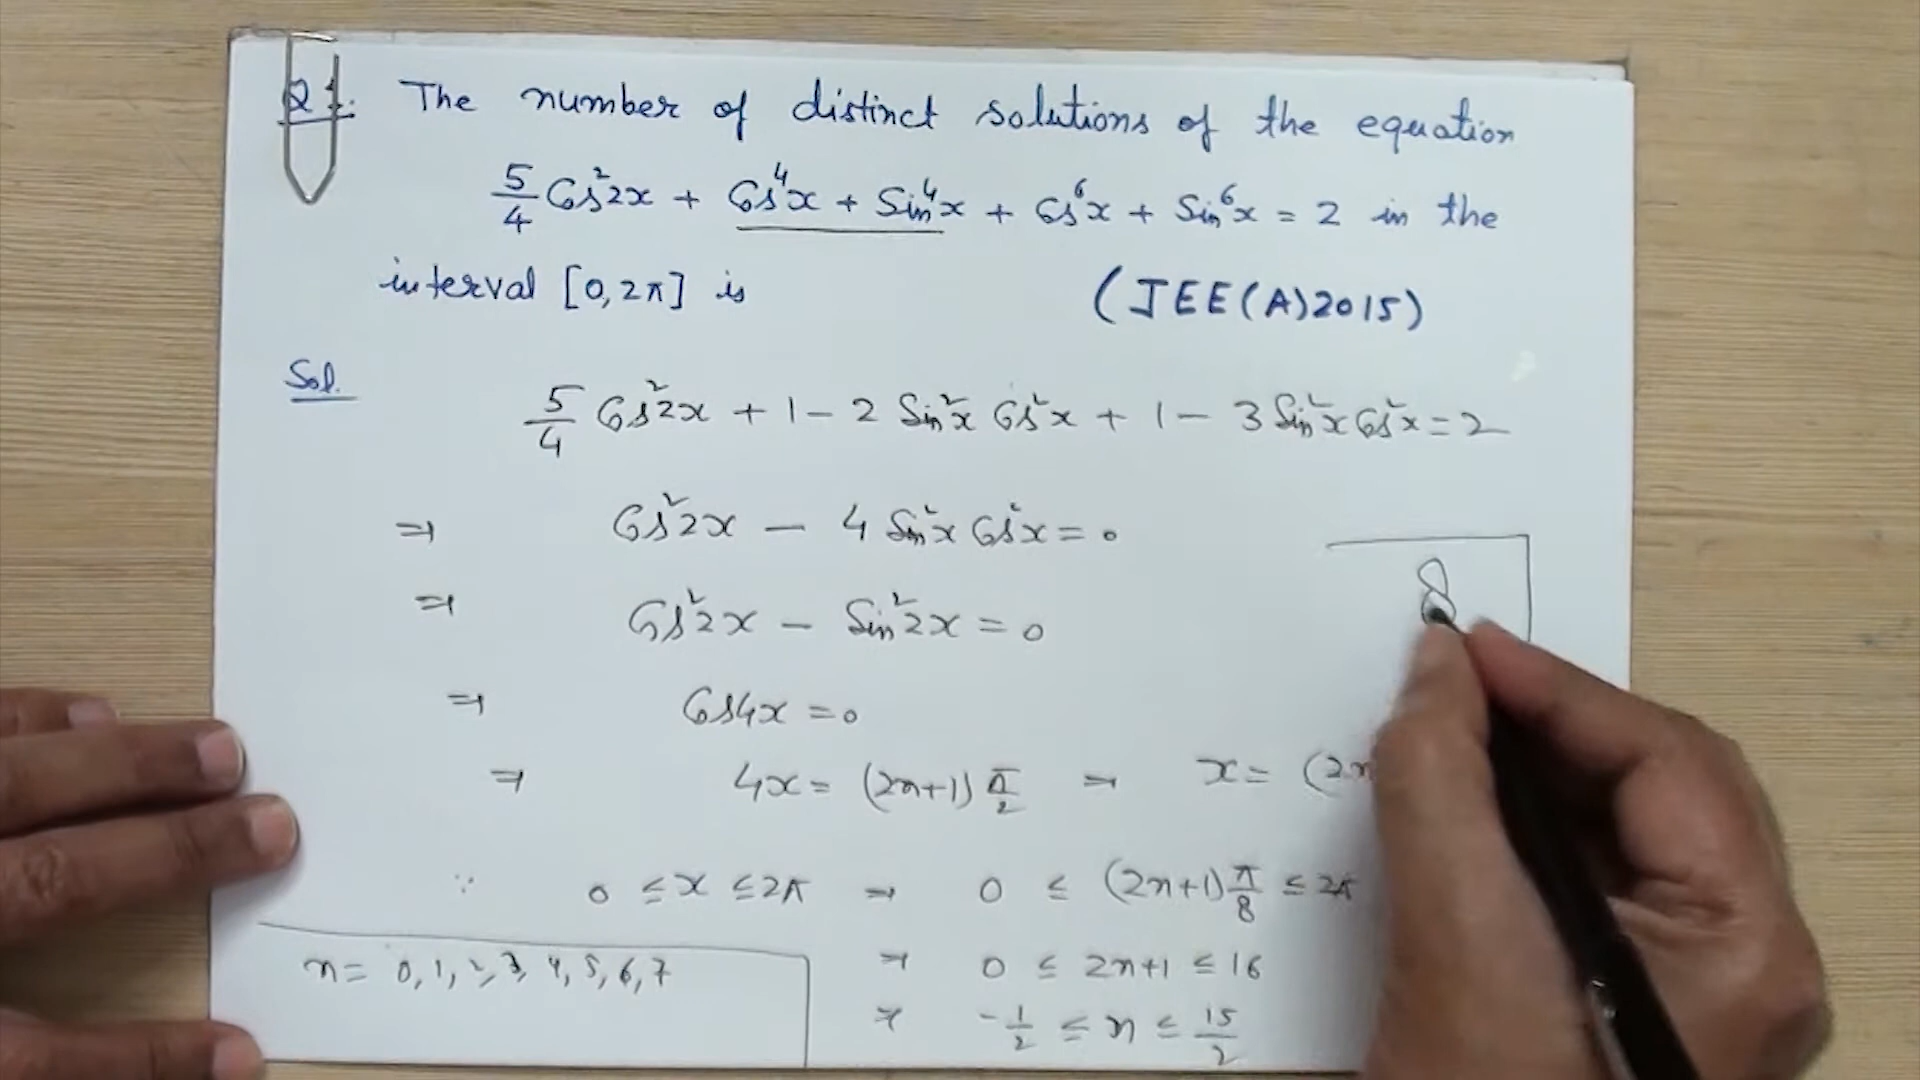 Q1. The number of distinct solutions of the equation
5/4 Cos²2x + Cos⁴x + Sin⁴x + Cos⁶x + Sin⁶x = 2 in the
interval [0, 2π] is (JEE(A)2015)
Sol.
5/4 Cos²2x + 1 - 2 Sin²x Cos²x + 1 - 3 Sin²x Cos²x = 2
⇒ Cos²2x - 4 Sin²x Cos²x = 0
⇒ Cos²2x - Sin²2x = 0
8
⇒ Cos4x = 0
⇒ 4x = (2n+1) π/2 ⇒ x = (2n
∵ 0 ≤ x ≤ 2π ⇒ 0 ≤ (2n+1) π/8 ≤ 2π
n = 0, 1, 2, 3, 4, 5, 6, 7
⇒ 0 ≤ 2n+1 ≤ 16
⇒ -1/2 ≤ n ≤ 15/2